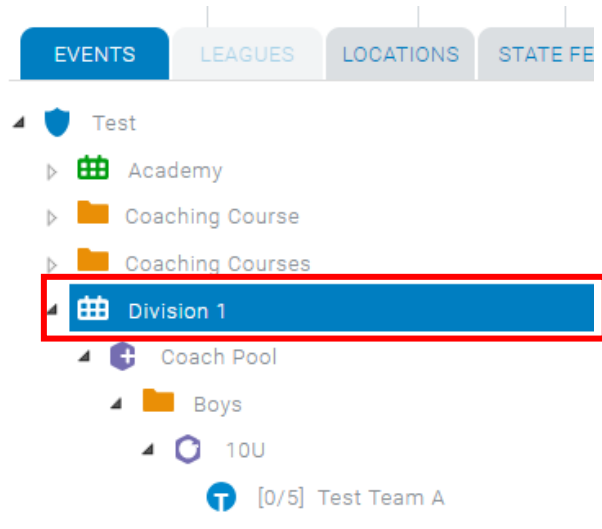 EVENTS LEAGUES LOCATIONS STATE FE
Test
Academy
Coaching Course
Coaching Courses
Division 1
Coach Pool
Boys
10U
T [0/5] Test Team A